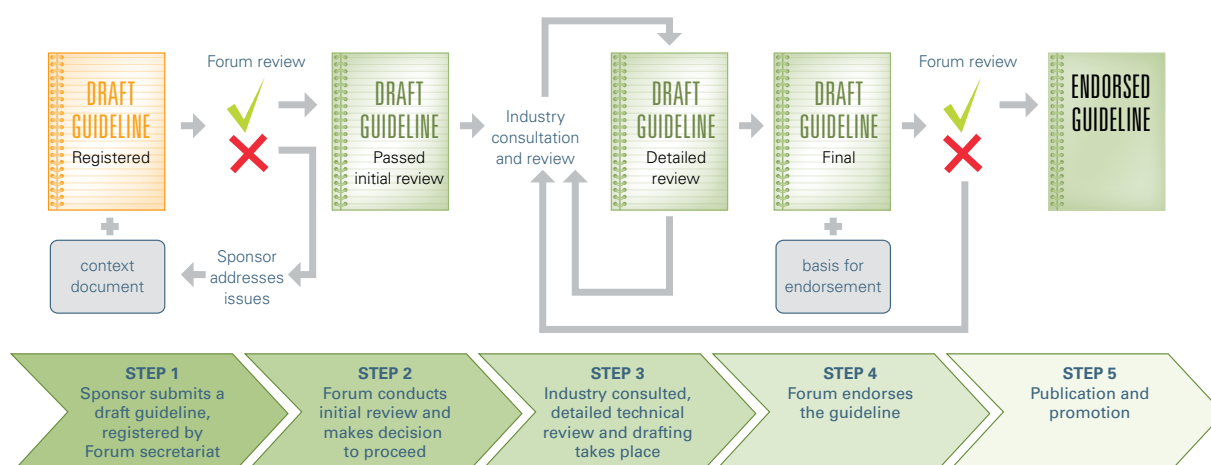 DRAFT
GUIDELINE
Registered
context
document
Forum review
Sponsor
addresses
issues
DRAFT
GUIDELINE
Passed
initial review
Industry
consultation
and review
DRAFT
GUIDELINE
Detailed
review
DRAFT
GUIDELINE
Final
basis for
endorsement
Forum review
ENDORSED
GUIDELINE
STEP 1
Sponsor submits a
draft guideline,
registered by
Forum secretariat
STEP 2
Forum conducts
initial review and
makes decision
to proceed
STEP 3
Industry consulted,
detailed technical
review and drafting
takes place
STEP 4
Forum endorses
the guideline
STEP 5
Publication and
promotion